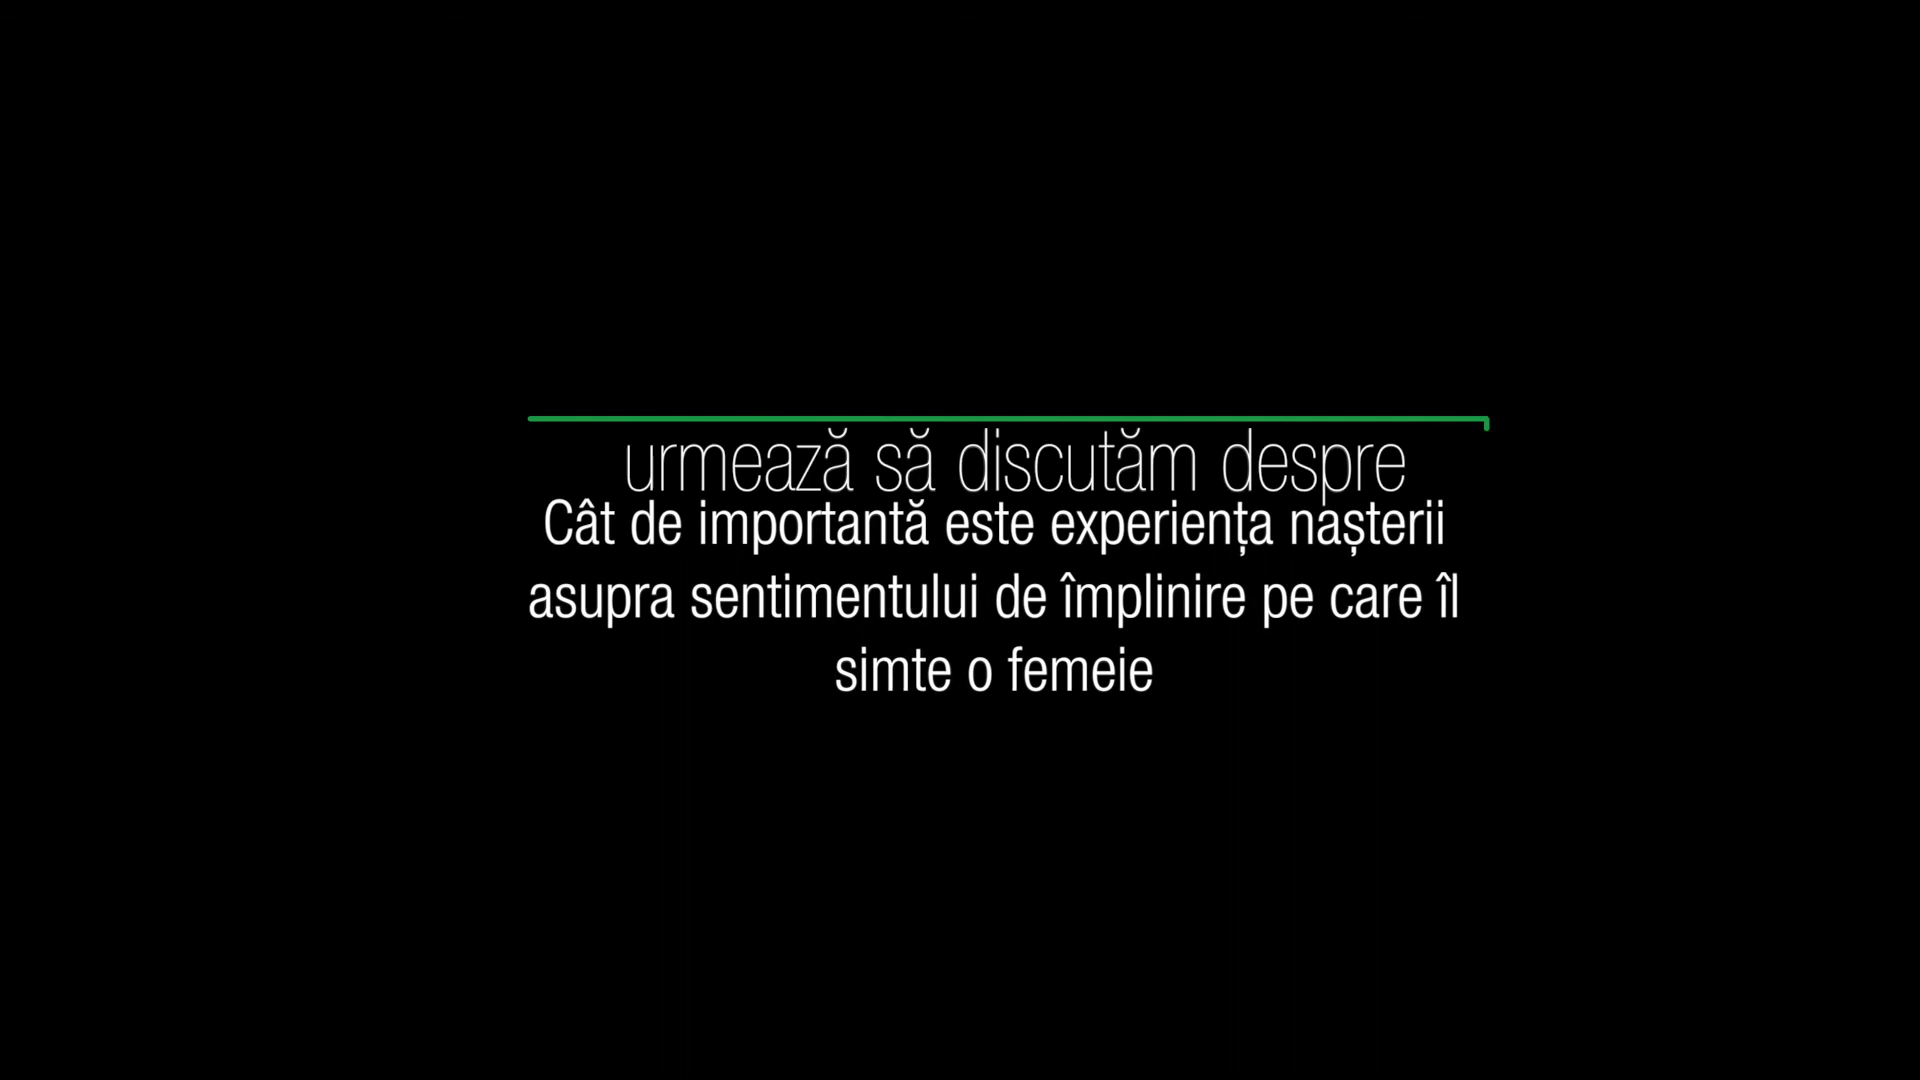 urmează să discutăm despre
Cât de importantă este experiența nașterii
asupra sentimentului de împlinire pe care îl
simte o femeie